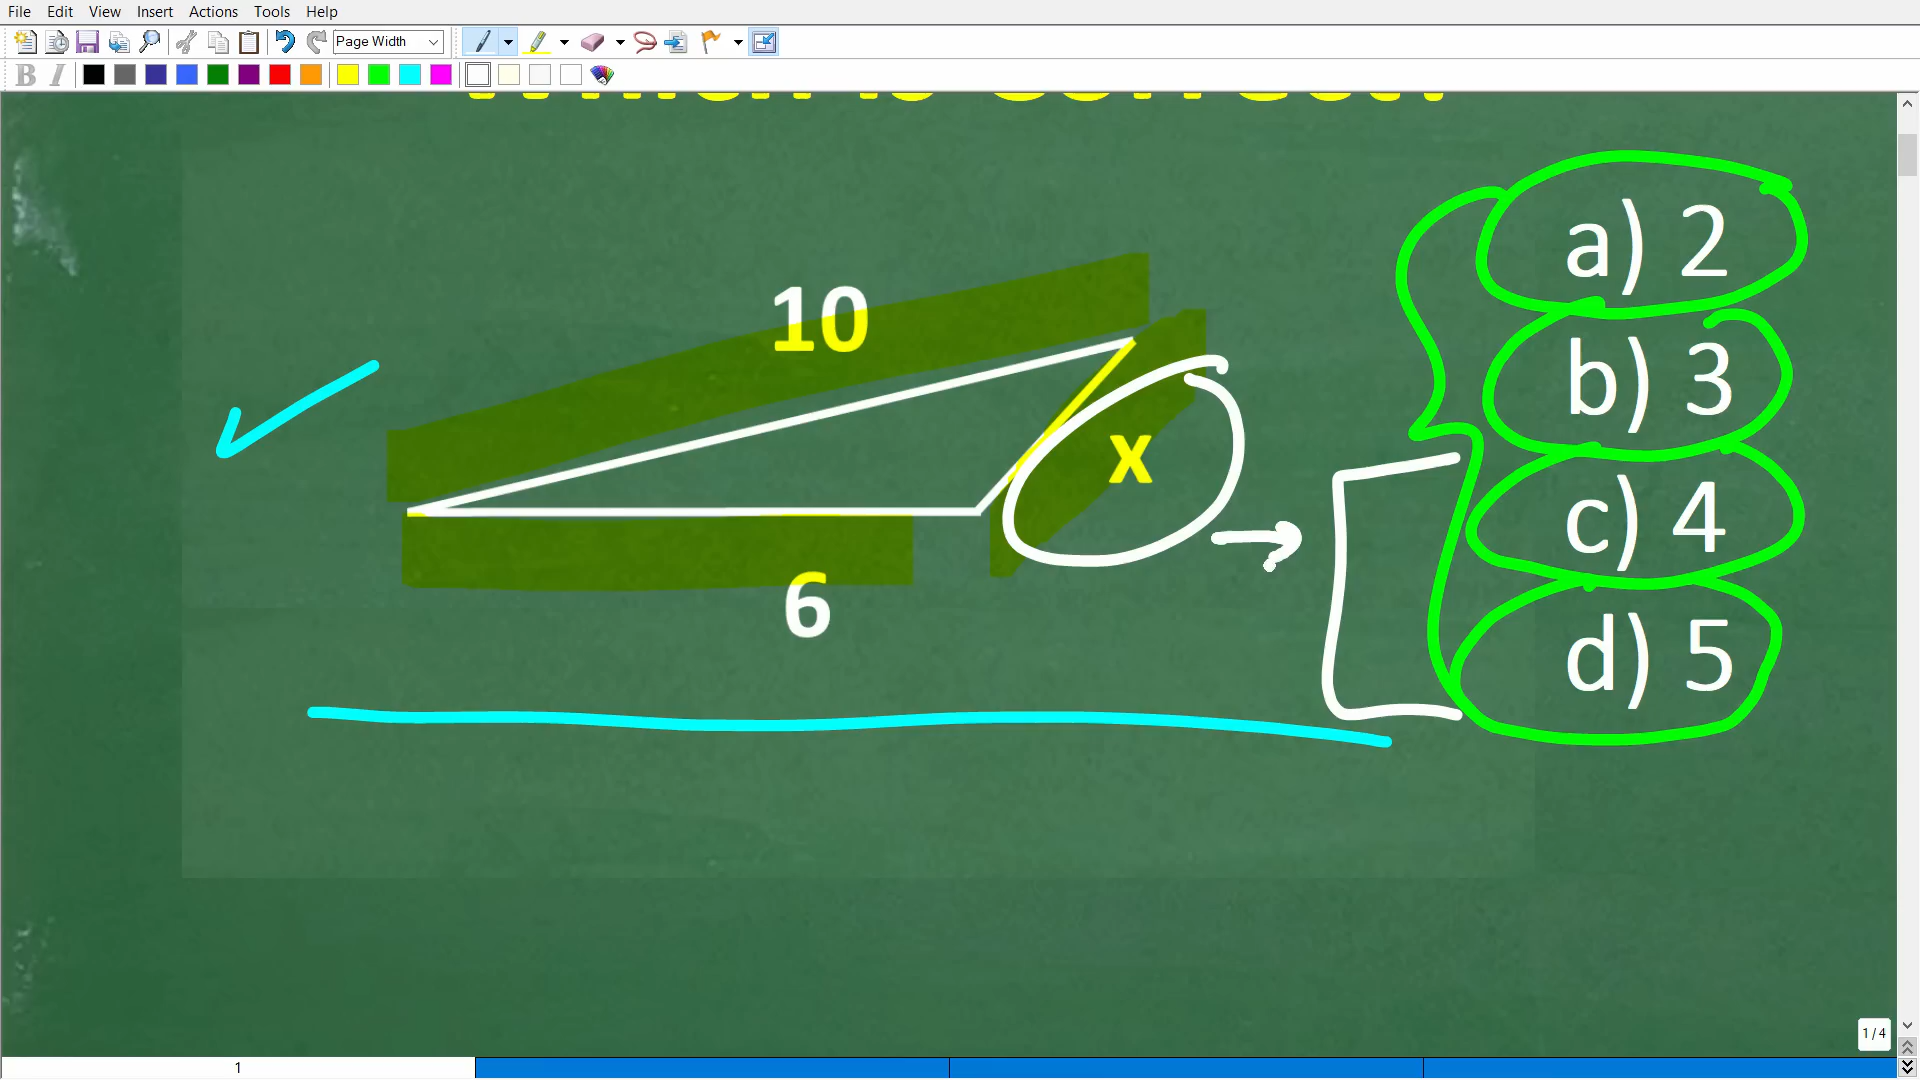 File Edit View Insert Actions Tools Help
Page Width
B I
10
x
6
a) 2
b) 3
c) 4
d) 5
1 / 4
1